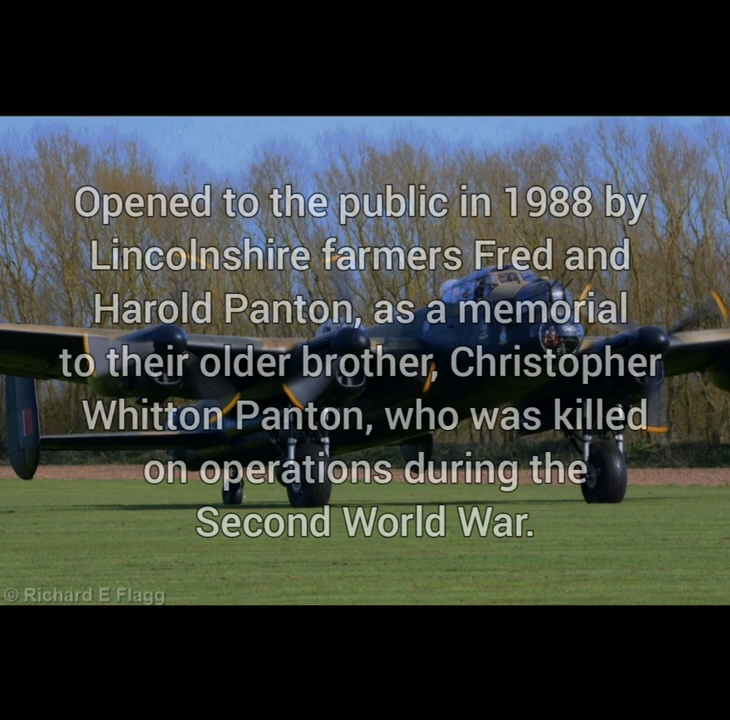 Opened to the public in 1988 by
Lincolnshire farmers Fred and
Harold Panton, as a memorial
to their older brother, Christopher
Whitton Panton, who was killed
on operations during the
Second World War.
© Richard E Flagg